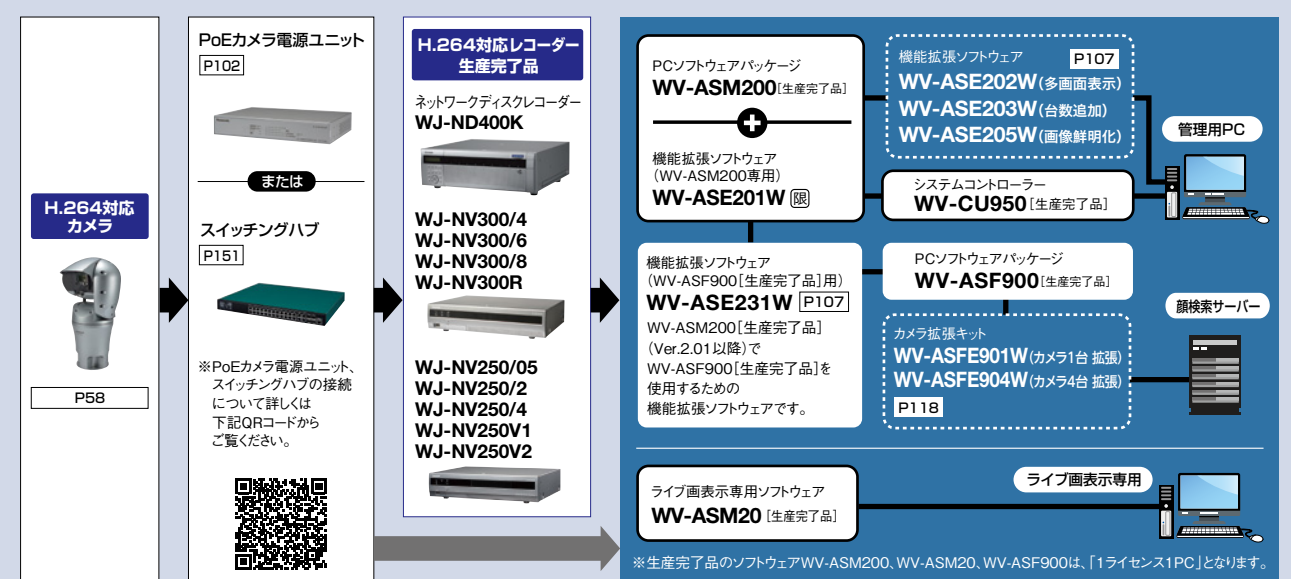 H.264対応
カメラ
P58
PoEカメラ電源ユニット
P102
または
スイッチングハブ
P151
※PoEカメラ電源ユニット、
スイッチングハブの接続
について詳しくは
下記QRコードから
ご覧ください。
H.264対応レコーダー
生産完了品
ネットワークディスクレコーダー
WJ-ND400K
WJ-NV300/4
WJ-NV300/6
WJ-NV300/8
WJ-NV300R
WJ-NV250/05
WJ-NV250/2
WJ-NV250/4
WJ-NV250V1
WJ-NV250V2
PCソフトウェアパッケージ
WV-ASM200[生産完了品]
機能拡張ソフトウェア
(WV-ASM200専用)
WV-ASE201W 限
機能拡張ソフトウェア P107
WV-ASE202W(多画面表示)
WV-ASE203W(台数追加)
WV-ASE205W(画像鮮明化)
管理用PC
システムコントローラー
WV-CU950[生産完了品]
機能拡張ソフトウェア
(WV-ASF900[生産完了品]用)
WV-ASE231W P107
WV-ASM200[生産完了品]
(Ver.2.01以降)で
WV-ASF900[生産完了品]を
使用するための
機能拡張ソフトウェアです。
PCソフトウェアパッケージ
WV-ASF900[生産完了品]
カメラ拡張キット
WV-ASFE901W(カメラ1台 拡張)
WV-ASFE904W(カメラ4台 拡張)
P118
顔検索サーバー
ライブ画表示専用ソフトウェア
WV-ASM20[生産完了品]
ライブ画表示専用
※生産完了品のソフトウェアWV-ASM200、WV-ASM20、WV-ASF900は、「1ライセンス1PC」となります。